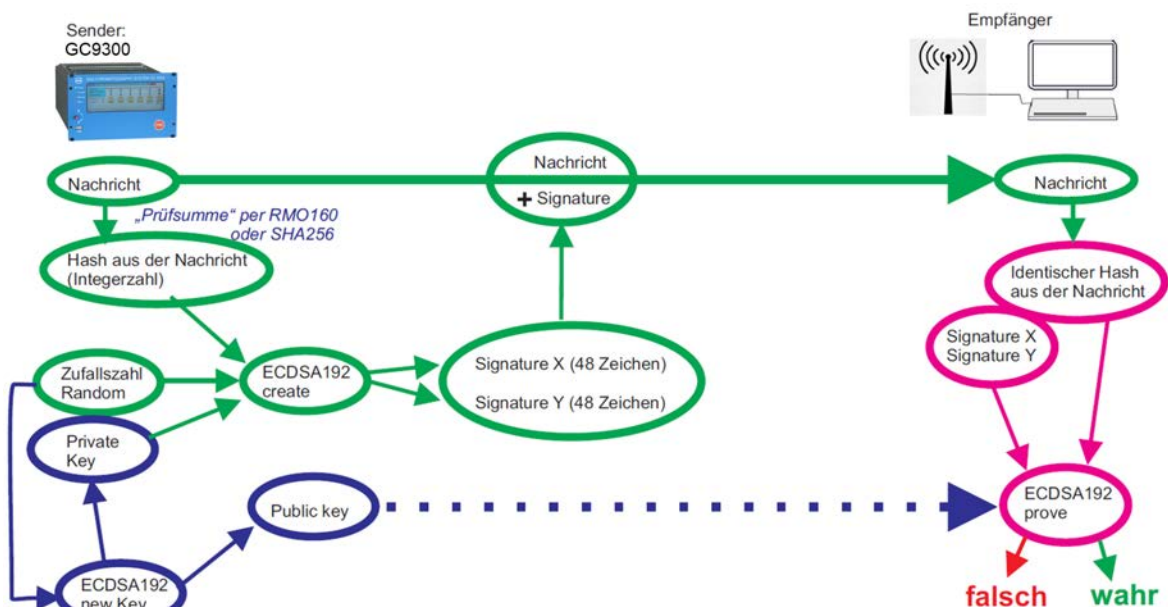 Sender:
GC9300
Empfänger
Nachricht
Nachricht
+ Signature
Nachricht
„Prüfsumme“ per RMO160
oder SHA256
Hash aus der Nachricht
(Integerzahl)
Identischer Hash
aus der Nachricht
Signature X
Signature Y
Zufallszahl
Random
ECDSA192
create
Signature X (48 Zeichen)
Signature Y (48 Zeichen)
Private
Key
Public key
ECDSA192
prove
ECDSA192
new Key
falsch
wahr